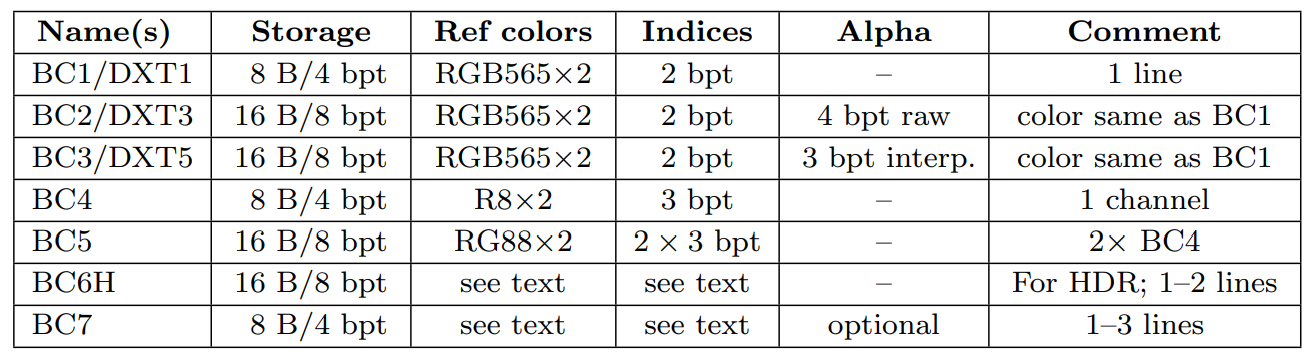 Name(s) Storage Ref colors Indices Alpha Comment
BC1/DXT1 8 B/4 bpt RGB565×2 2 bpt – 1 line
BC2/DXT3 16 B/8 bpt RGB565×2 2 bpt 4 bpt raw color same as BC1
BC3/DXT5 16 B/8 bpt RGB565×2 2 bpt 3 bpt interp. color same as BC1
BC4 8 B/4 bpt R8×2 3 bpt – 1 channel
BC5 16 B/8 bpt RG88×2 2 × 3 bpt – 2× BC4
BC6H 16 B/8 bpt see text see text – For HDR; 1–2 lines
BC7 8 B/4 bpt see text see text optional 1–3 lines